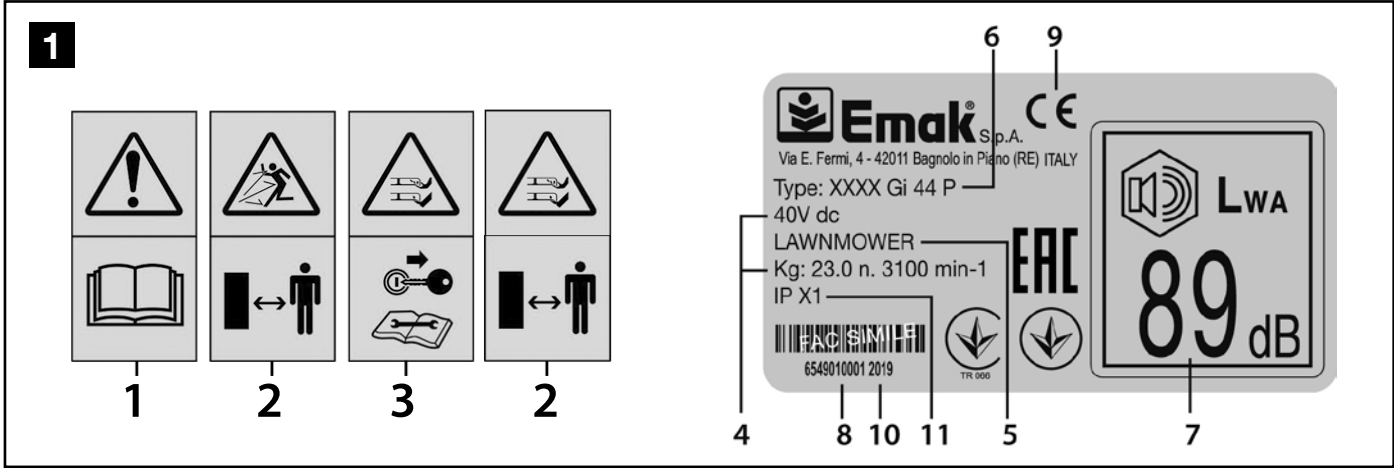 1
6 9
Emak® S.p.A. CE
Via E. Fermi, 4 - 42011 Bagnolo in Piano (RE) ITALY
Type: XXXX Gi 44 P
40V dc
LAWNMOWER
Kg: 23.0 n. 3100 min-1
IP X1
FAC SIMILE
6549010001 2019
TR 066
EAC
LWA
89 dB
1 2 3 2
4 8 10 11 5 7